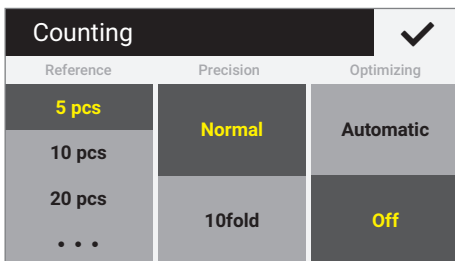 Counting
Reference Precision Optimizing
5 pcs
Normal
Automatic
10 pcs
20 pcs
10fold
Off
• • •